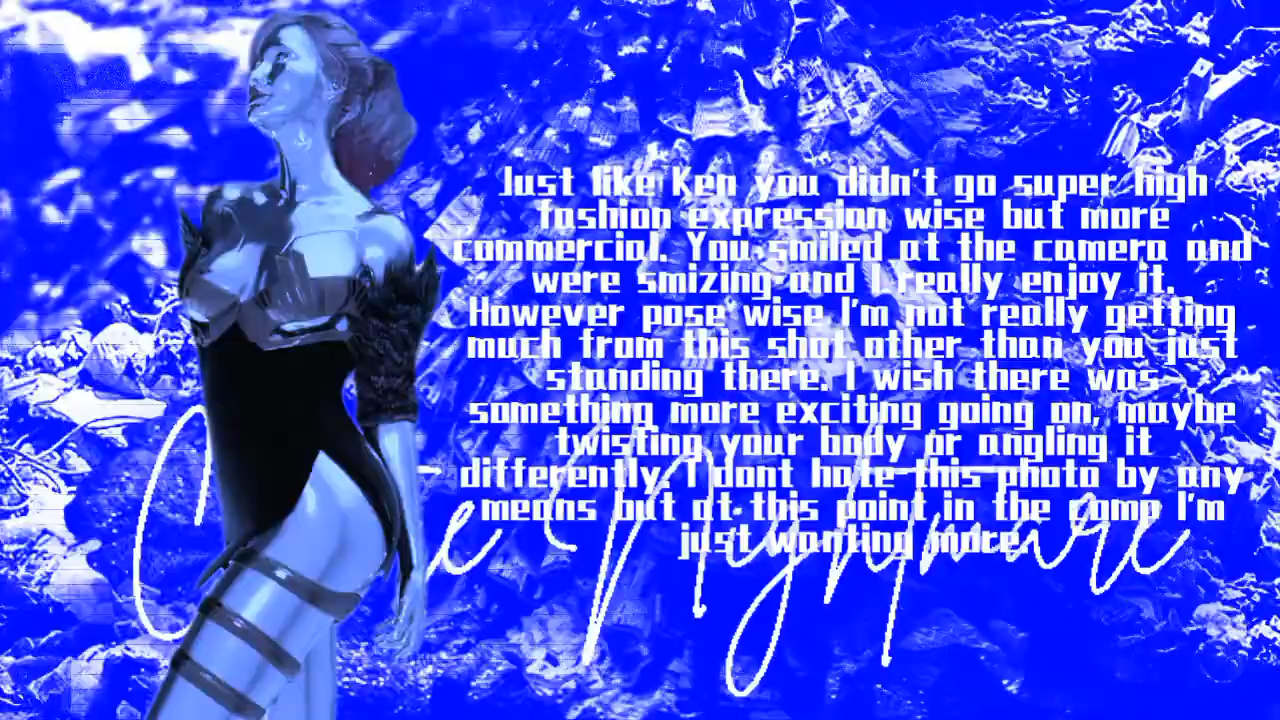 Just like Ken you didn't go super high
fashion expression wise but more
commercial. You smiled at the camera and
were smizing and I really enjoy it.
However pose wise I'm not really getting
much from this shot other than you just
standing there. I wish there was
something more exciting going on, maybe
twisting your body or angling it
differently. I dont hate this photo by any
means but at this point in the comp I'm
just wanting more.
Nightmare